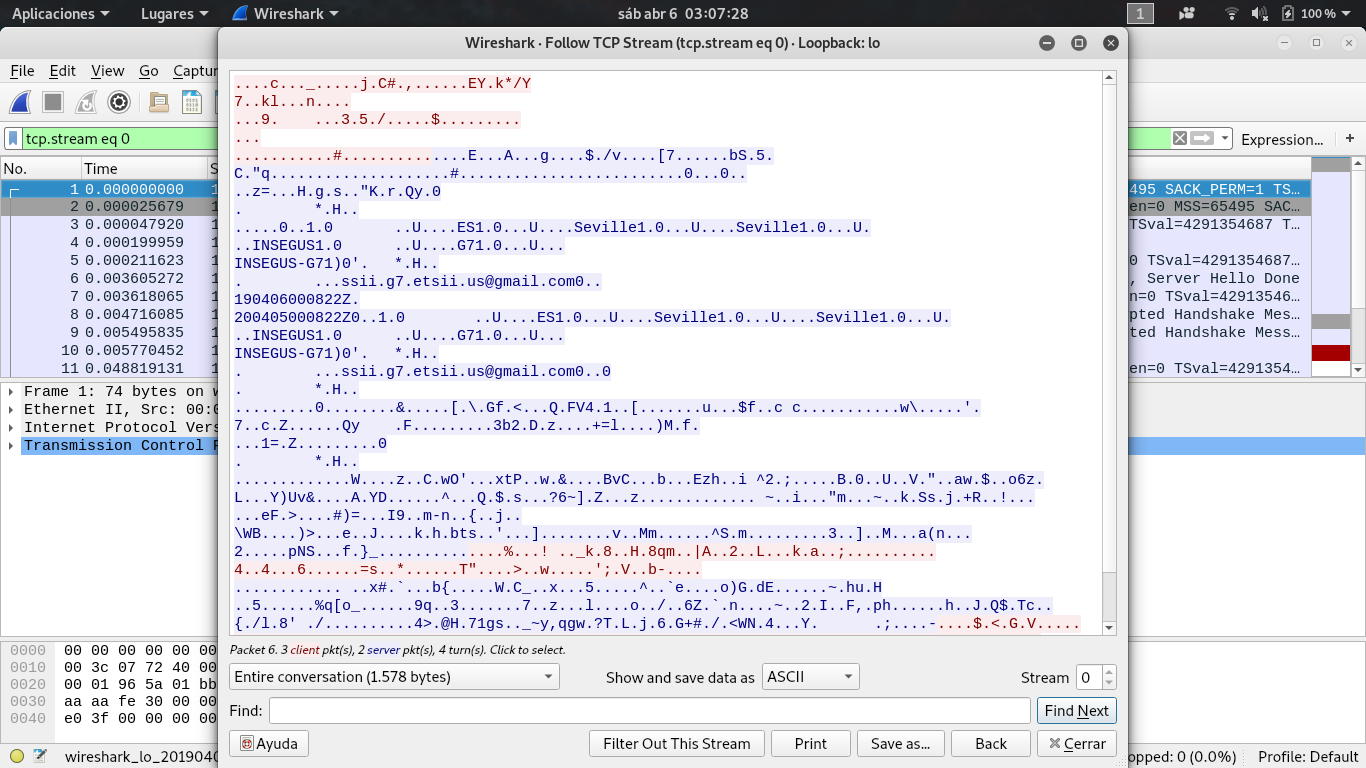 Aplicaciones Lugares Wireshark sáb abr 6 03:07:28 1 100 %
Wireshark · Follow TCP Stream (tcp.stream eq 0) · Loopback: lo
File Edit View Go Captur
tcp.stream eq 0 Expression... +
No. Time S
1 0.000000000 1 495 SACK_PERM=1 TS…
2 0.000025679 1 en=0 MSS=65495 SAC…
3 0.000047920 1 TSval=4291354687 T…
4 0.000199959 1
5 0.000211623 1 0 TSval=4291354687…
6 0.003605272 1 , Server Hello Done
7 0.003618065 1 n=0 TSval=42913546…
8 0.004716085 1 pted Handshake Mess…
9 0.005495835 1 ted Handshake Mess…
10 0.005770452 1
11 0.048819131 1 en=0 TSval=4291354…
Frame 1: 74 bytes on w
Ethernet II, Src: 00:0
Internet Protocol Vers
Transmission Control P
0000 00 00 00 00 00 00
0010 00 3c 07 72 40 00
0020 00 01 96 5a 01 bb
0030 aa aa fe 30 00 00
0040 e0 3f 00 00 00 00
....c..._.....j.C#.,......EY.k*/Y
7..kl...n....
...9. ...3.5./.....$.........
...
...........#..............E...A...g....$./v....[7......bS.5.
C."q....................#.......................0...0..
..z=...H.g.s.."K.r.Qy.0
. *.H..
.....0..1.0 ..U....ES1.0...U....Seville1.0...U....Seville1.0...U.
..INSEGUS1.0 ..U....G71.0...U...
INSEGUS-G71)0'. *.H..
. ...ssii.g7.etsii.us@gmail.com0..
190406000822Z.
200405000822Z0..1.0 ..U....ES1.0...U....Seville1.0...U....Seville1.0...U.
..INSEGUS1.0 ..U....G71.0...U...
INSEGUS-G71)0'. *.H..
. ...ssii.g7.etsii.us@gmail.com0..0
. *.H..
.........0........&.....[.\.Gf.<...Q.FV4.1..[.......u...$f..c c...........w\.....'.
7..c.Z......Qy .F.........3b2.D.z....+=l....)M.f.
...1=.Z.........0
. *.H..
.............W....z..C.wO'...xtP..w.&....BvC...b...Ezh..i ^2.;.....B.0..U..V."..aw.$..o6z.
L...Y)Uv&....A.YD......^...Q.$.s...?6~].Z...z............. ~..i..."m...~..k.Ss.j.+R..!...
...eF.>....#)=...I9..m-n..{..j..
\WB....)>...e..J....k.h.bts..'...]........v..Mm......^S.m.........3..]..M...a(n...
2.....pNS...f.}_..............%...! .._k.8..H.8qm..|A..2..L...k.a..;..........
4..4...6......=s..*......T"....>..w.....';.V..b-....
............ ..x#.`...b{.....W.C_..x...5.....^..`e....o)G.dE......~.hu.H
..5......%q[o_......9q..3.......7..z...l....o../..6Z.`.n....~..2.I..F,.ph......h..J.Q$.Tc..
{./l.8' ./..........4>.@H.71gs.._~y,qgw.?T.L.j.6.G+#./.<WN.4...Y. .;....-....$.<.G.V.....
Packet 6. 3 client pkt(s), 2 server pkt(s), 4 turn(s). Click to select.
Entire conversation (1.578 bytes) Show and save data as ASCII Stream 0
Find: Find Next
Ayuda Filter Out This Stream Print Save as... Back Cerrar
wireshark_lo_2019040 opped: 0 (0.0%) Profile: Default